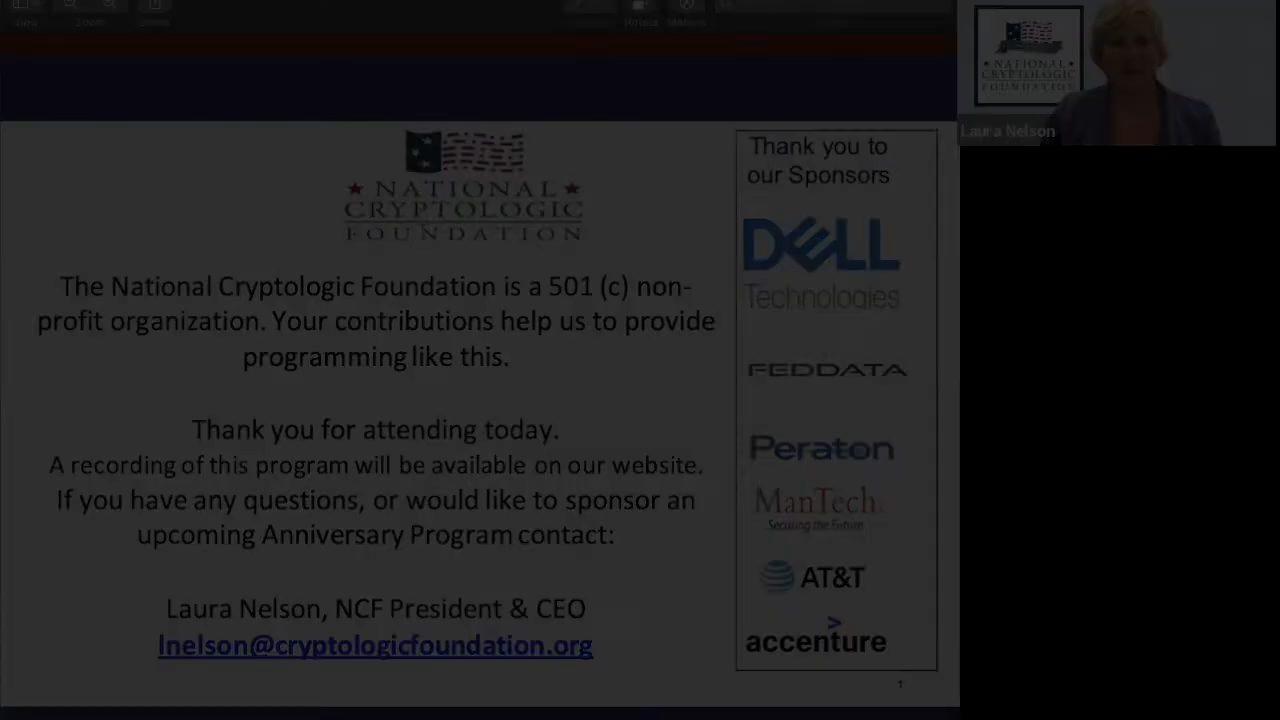 NATIONAL
CRYPTOLOGIC
FOUNDATION
Laura Nelson
NATIONAL
CRYPTOLOGIC
FOUNDATION
The National Cryptologic Foundation is a 501 (c) non-
profit organization. Your contributions help us to provide
programming like this.
Thank you for attending today.
A recording of this program will be available on our website.
If you have any questions, or would like to sponsor an
upcoming Anniversary Program contact:
Laura Nelson, NCF President & CEO
lnelson@cryptologicfoundation.org
Thank you to
our Sponsors
DELL
Technologies
FEDDATA
Peraton
ManTech
Securing the Future
AT&T
>
accenture
1